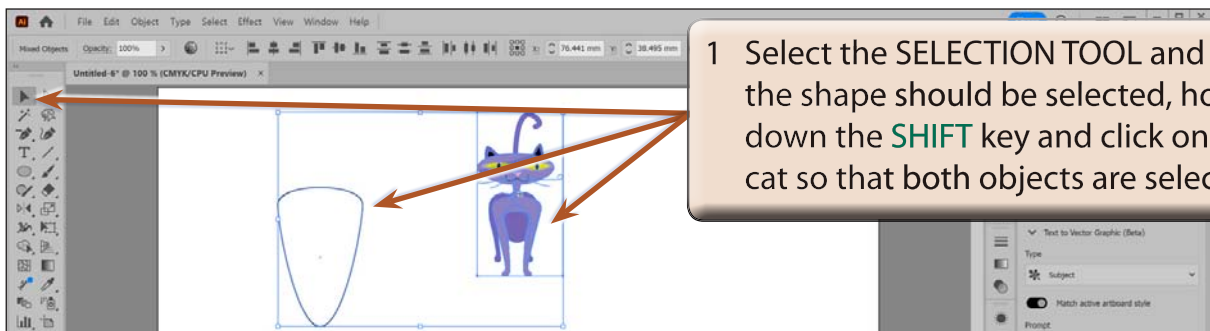 Ai File Edit Object Type Select Effect View Window Help
Mixed Objects Opacity: 100% X: 76.441 mm Y: 38.495 mm
Untitled-6* @ 100 % (CMYK/CPU Preview) ×
1 Select the SELECTION TOOL and
the shape should be selected, ho
down the SHIFT key and click on
cat so that both objects are selec
Text to Vector Graphic (Beta)
Type
Subject
Match active artboard style
Prompt